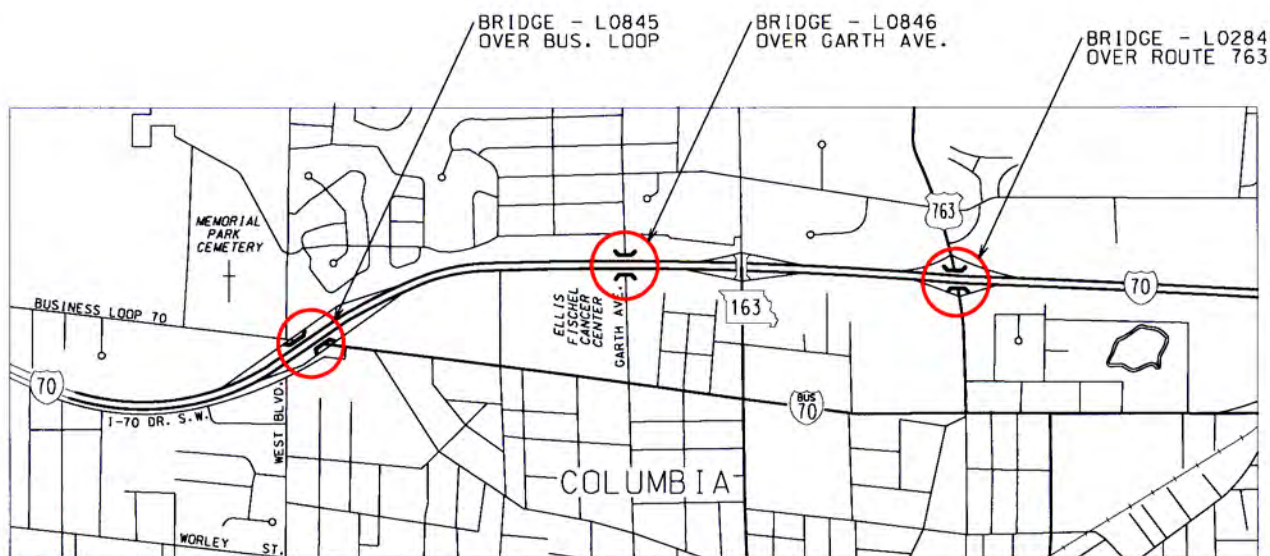 BRIDGE - L0845
OVER BUS. LOOP
BRIDGE - L0846
OVER GARTH AVE.
BRIDGE - L0284
OVER ROUTE 763
MEMORIAL
PARK
CEMETERY
763
BUSINESS LOOP 70
ELLIS
FISCHEL
CANCER
CENTER
GARTH AVE.
163
70
70
I-70 DR. S.W.
WEST BLVD.
BUS
70
COLUMBIA
WORLEY ST.